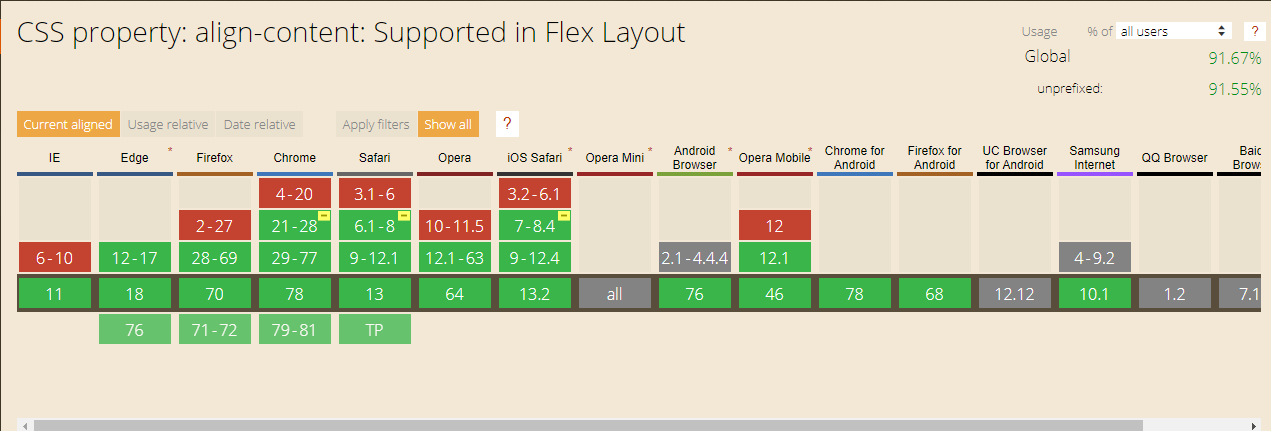 CSS property: align-content: Supported in Flex Layout
Usage % of all users ?
Global 91.67%
unprefixed: 91.55%
Current aligned Usage relative Date relative Apply filters Show all ?
IE Edge * Firefox Chrome Safari Opera iOS Safari * Opera Mini * Android Browser * Opera Mobile * Chrome for Android Firefox for Android UC Browser for Android Samsung Internet QQ Browser
4-20 3.1-6 3.2-6.1
2-27 21-28 6.1-8 10-11.5 7-8.4 12
6-10 12-17 28-69 29-77 9-12.1 12.1-63 9-12.4 2.1-4.4.4 12.1 4-9.2
11 18 70 78 13 64 13.2 all 76 46 78 68 12.12 10.1 1.2 7.1
76 71-72 79-81 TP